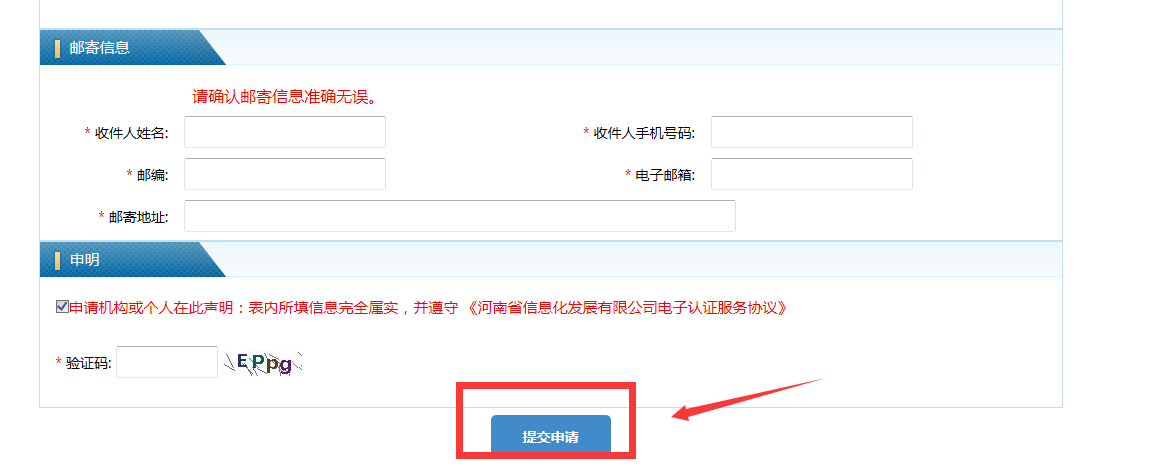 邮寄信息
请确认邮寄信息准确无误。
* 收件人姓名: * 收件人手机号码:
* 邮编: * 电子邮箱:
* 邮寄地址:
申明
申请机构或个人在此声明：表内所填信息完全属实，并遵守 《河南省信息化发展有限公司电子认证服务协议》
* 验证码: EPpg
提交申请